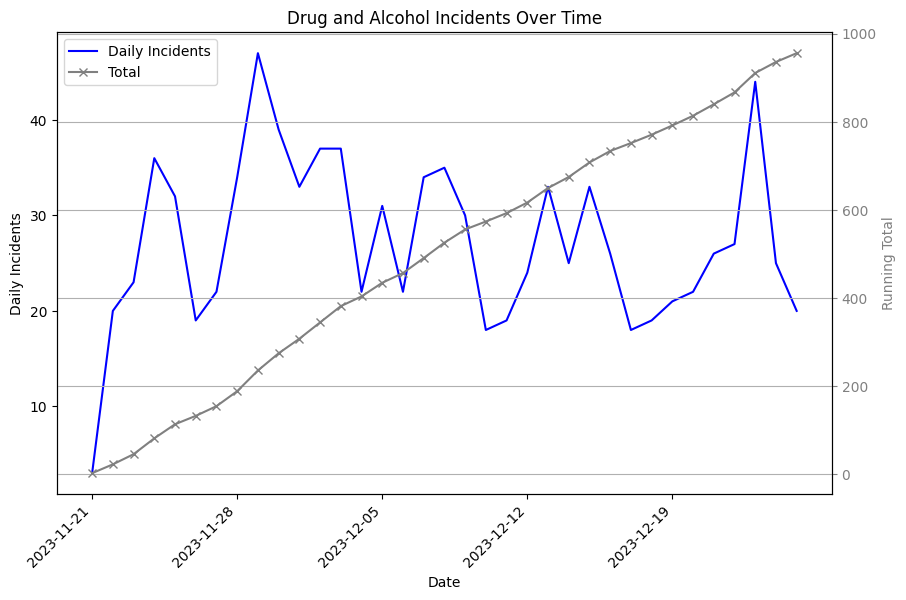 Drug and Alcohol Incidents Over Time
Daily Incidents
Total
Daily Incidents
40
30
20
10
1000
800
600
400
200
0
Running Total
2023-11-21
2023-11-28
2023-12-05
2023-12-12
2023-12-19
Date